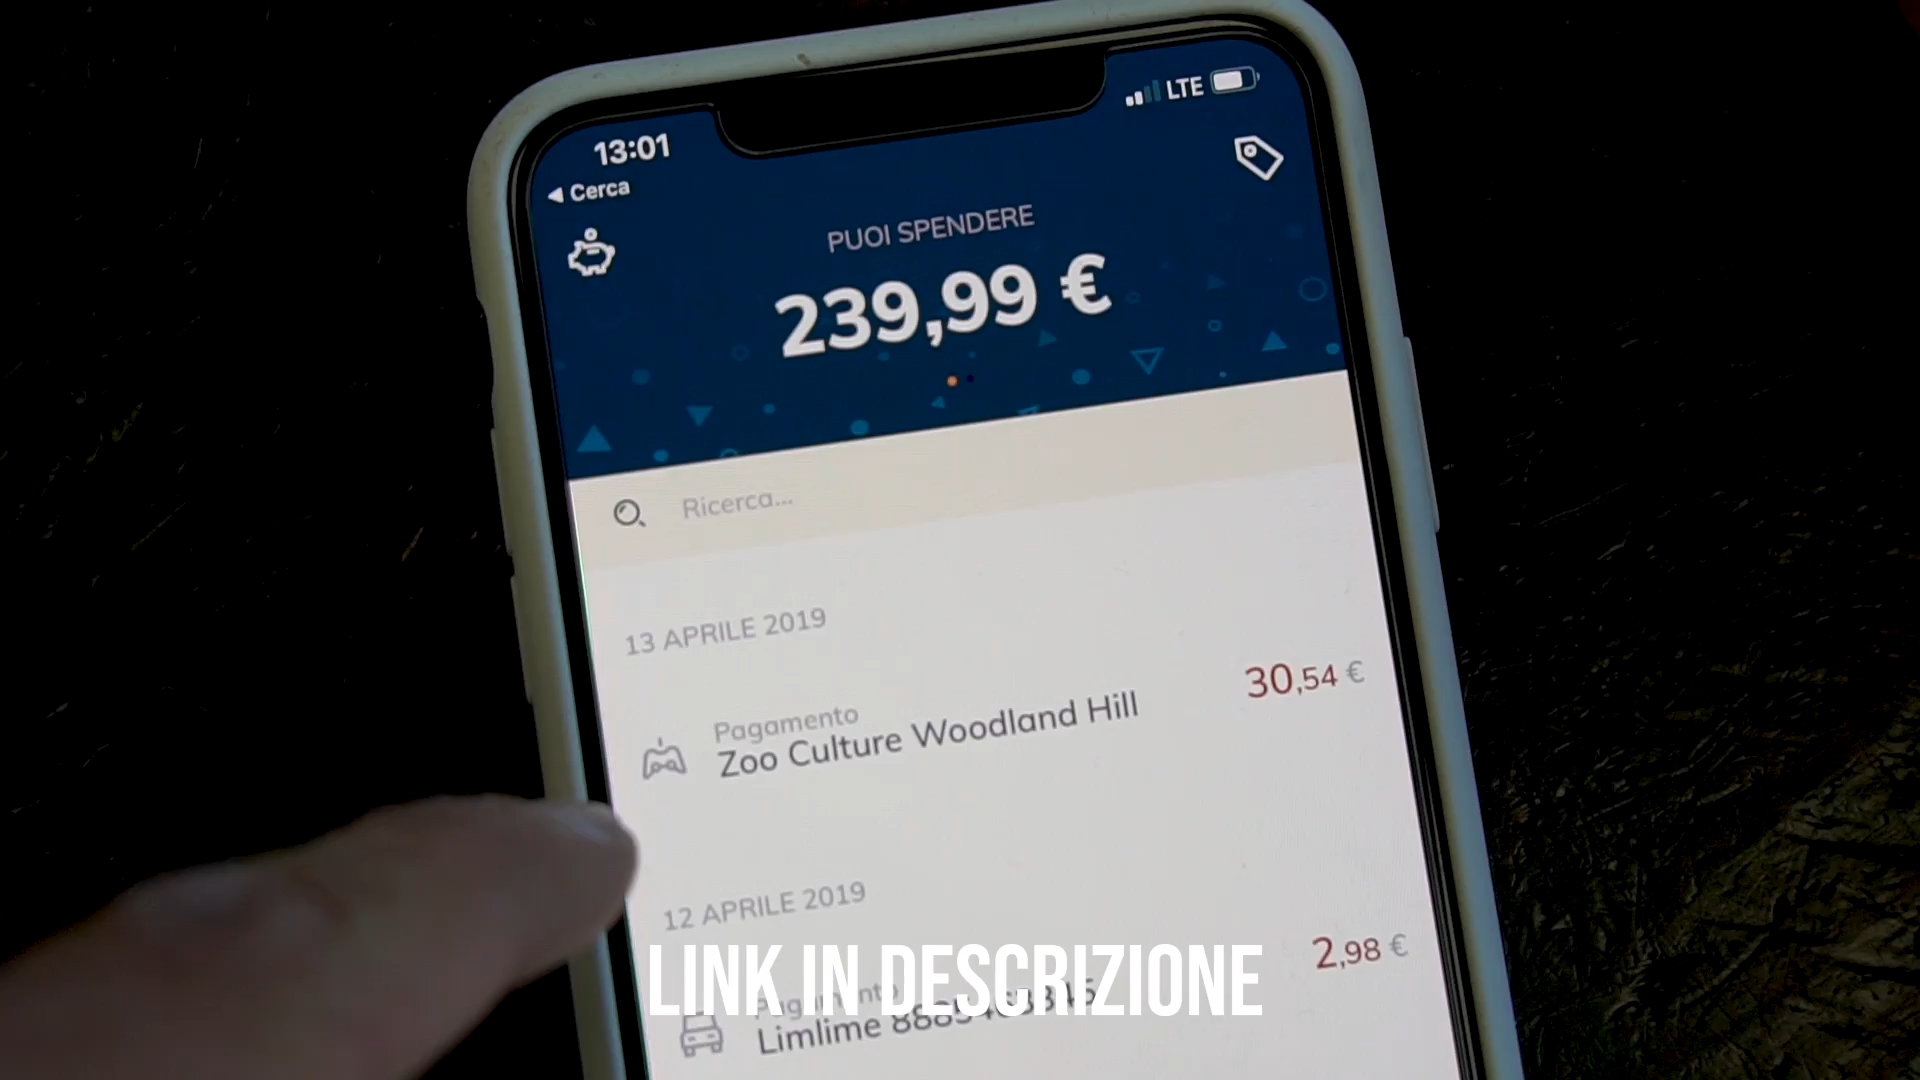 13:01
LTE
Cerca
PUOI SPENDERE
239,99 €
Ricerca...
13 APRILE 2019
Pagamento
Zoo Culture Woodland Hill
30,54 €
12 APRILE 2019
2,98 €
LINK IN DESCRIZIONE
Pagamento
Limlime